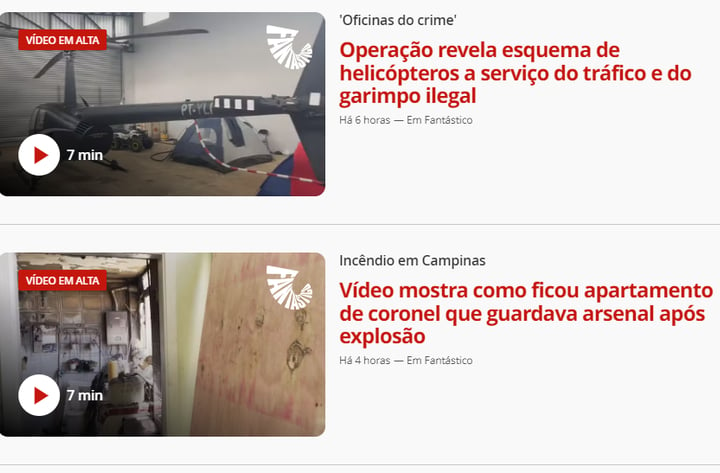 'Oficinas do crime'
VÍDEO EM ALTA
Operação revela esquema de
helicópteros a serviço do tráfico e do
garimpo ilegal
Há 6 horas — Em Fantástico
7 min
Incêndio em Campinas
VÍDEO EM ALTA
Vídeo mostra como ficou apartamento
de coronel que guardava arsenal após
explosão
Há 4 horas — Em Fantástico
7 min